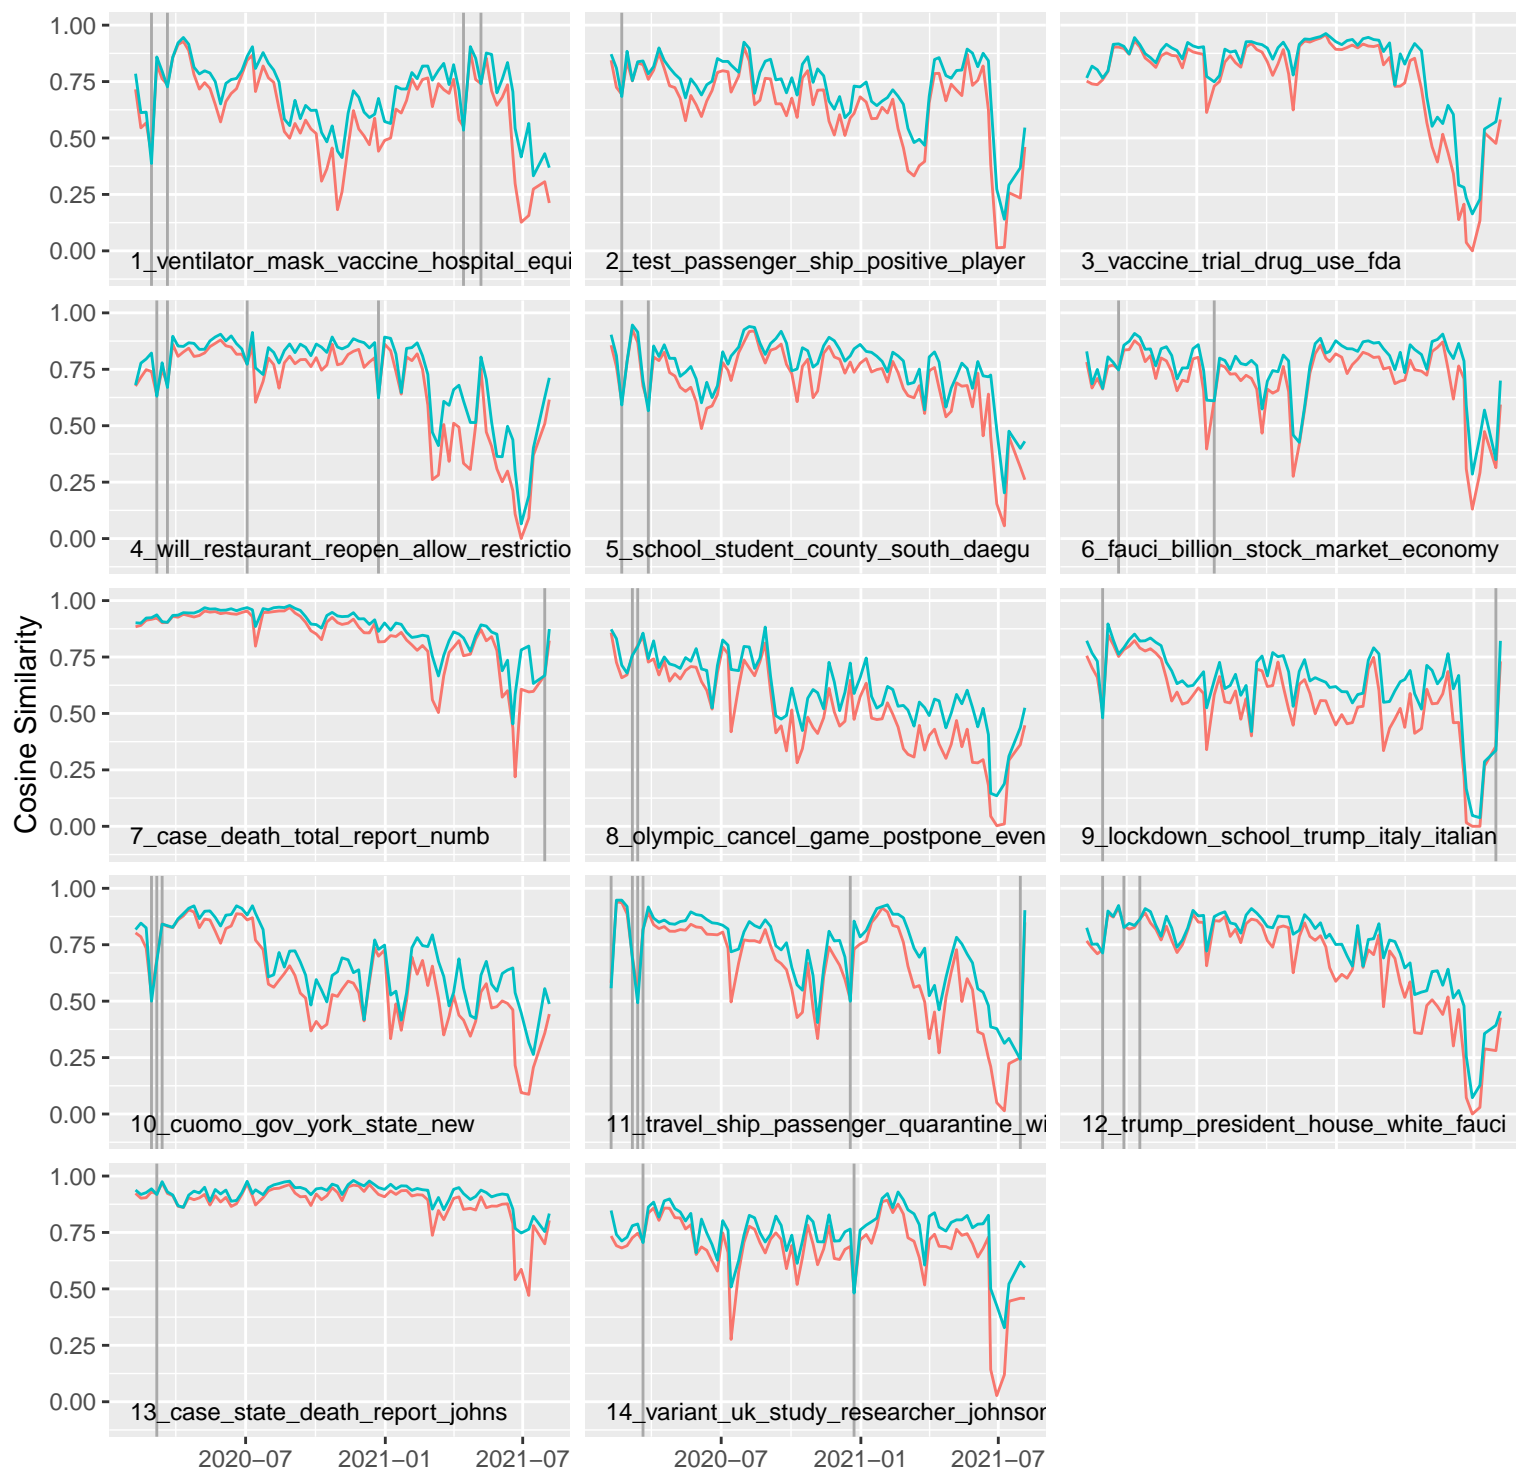 Cosine Similarity
1.00
0.75
0.50
0.25
0.00
1_ventilator_mask_vaccine_hospital_equi
2_test_passenger_ship_positive_player
3_vaccine_trial_drug_use_fda
1.00
0.75
0.50
0.25
0.00
4_will_restaurant_reopen_allow_restrictio
5_school_student_county_south_daegu
6_fauci_billion_stock_market_economy
1.00
0.75
0.50
0.25
0.00
7_case_death_total_report_numb
8_olympic_cancel_game_postpone_even
9_lockdown_school_trump_italy_italian
1.00
0.75
0.50
0.25
0.00
10_cuomo_gov_york_state_new
11_travel_ship_passenger_quarantine_wi
12_trump_president_house_white_fauci
1.00
0.75
0.50
0.25
0.00
13_case_state_death_report_johns
14_variant_uk_study_researcher_johnson
2020−07 2021−01 2021−07
2020−07 2021−01 2021−07